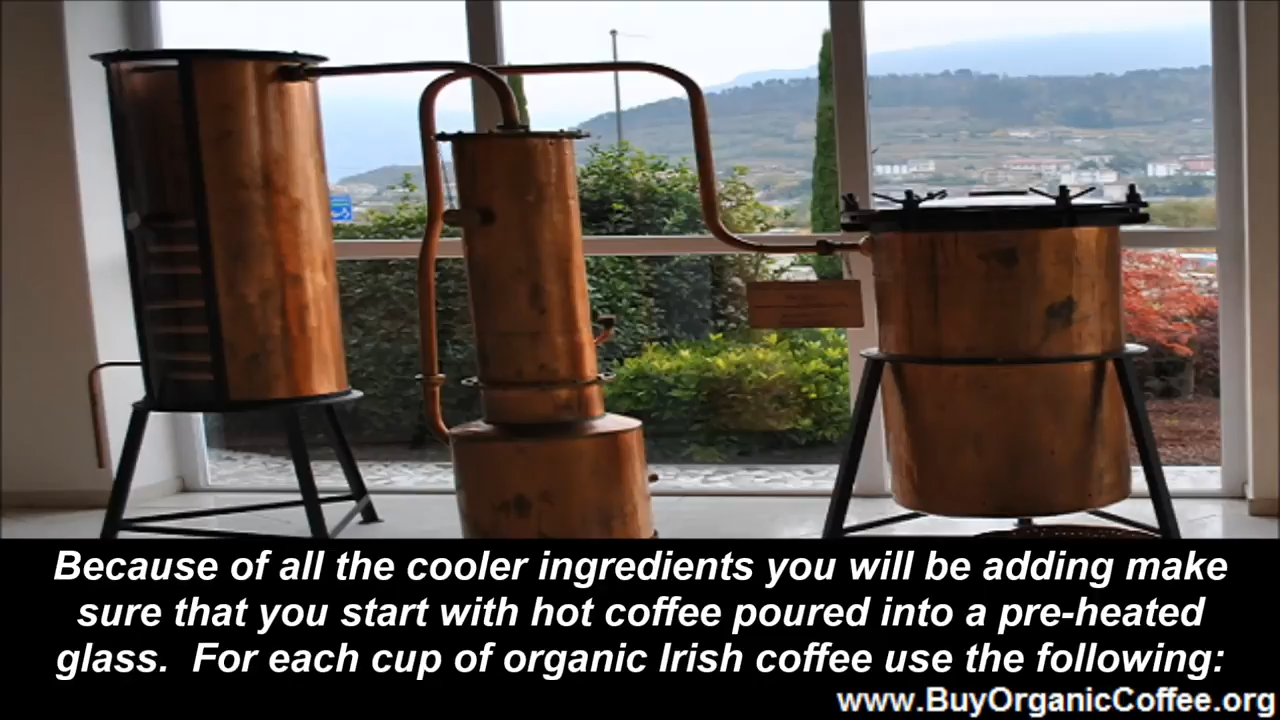 Because of all the cooler ingredients you will be adding make
sure that you start with hot coffee poured into a pre-heated
glass.  For each cup of organic Irish coffee use the following:
www.BuyOrganicCoffee.org